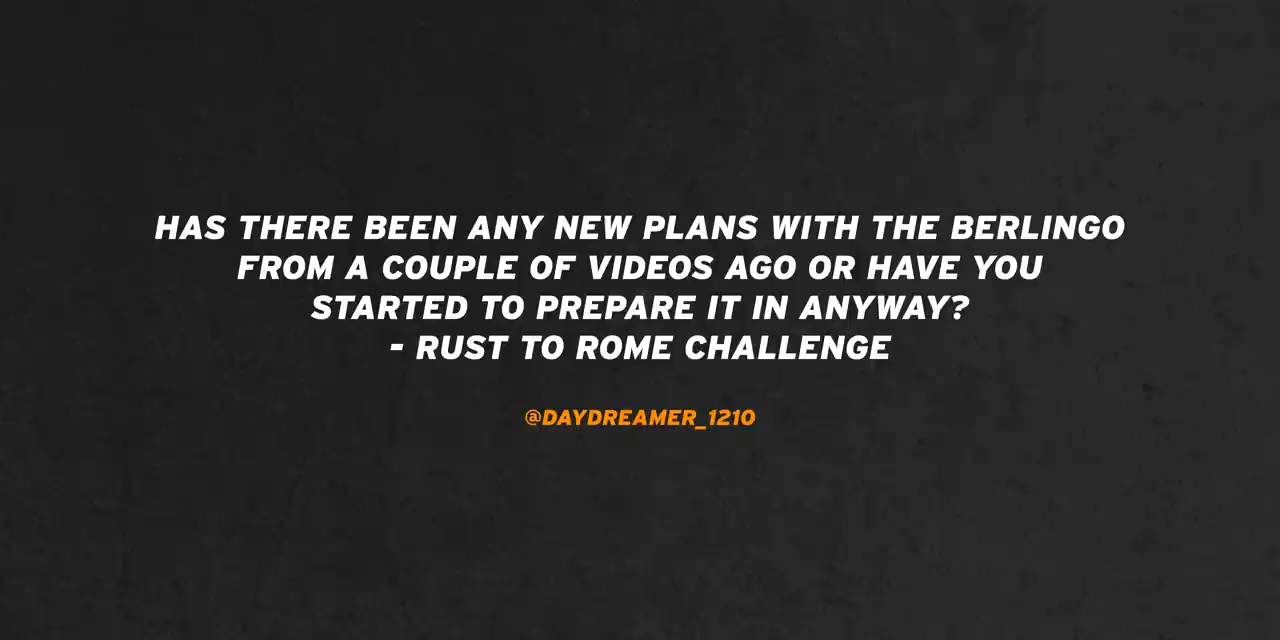 HAS THERE BEEN ANY NEW PLANS WITH THE BERLINGO
FROM A COUPLE OF VIDEOS AGO OR HAVE YOU
STARTED TO PREPARE IT IN ANYWAY?
- RUST TO ROME CHALLENGE
@DAYDREAMER_1210